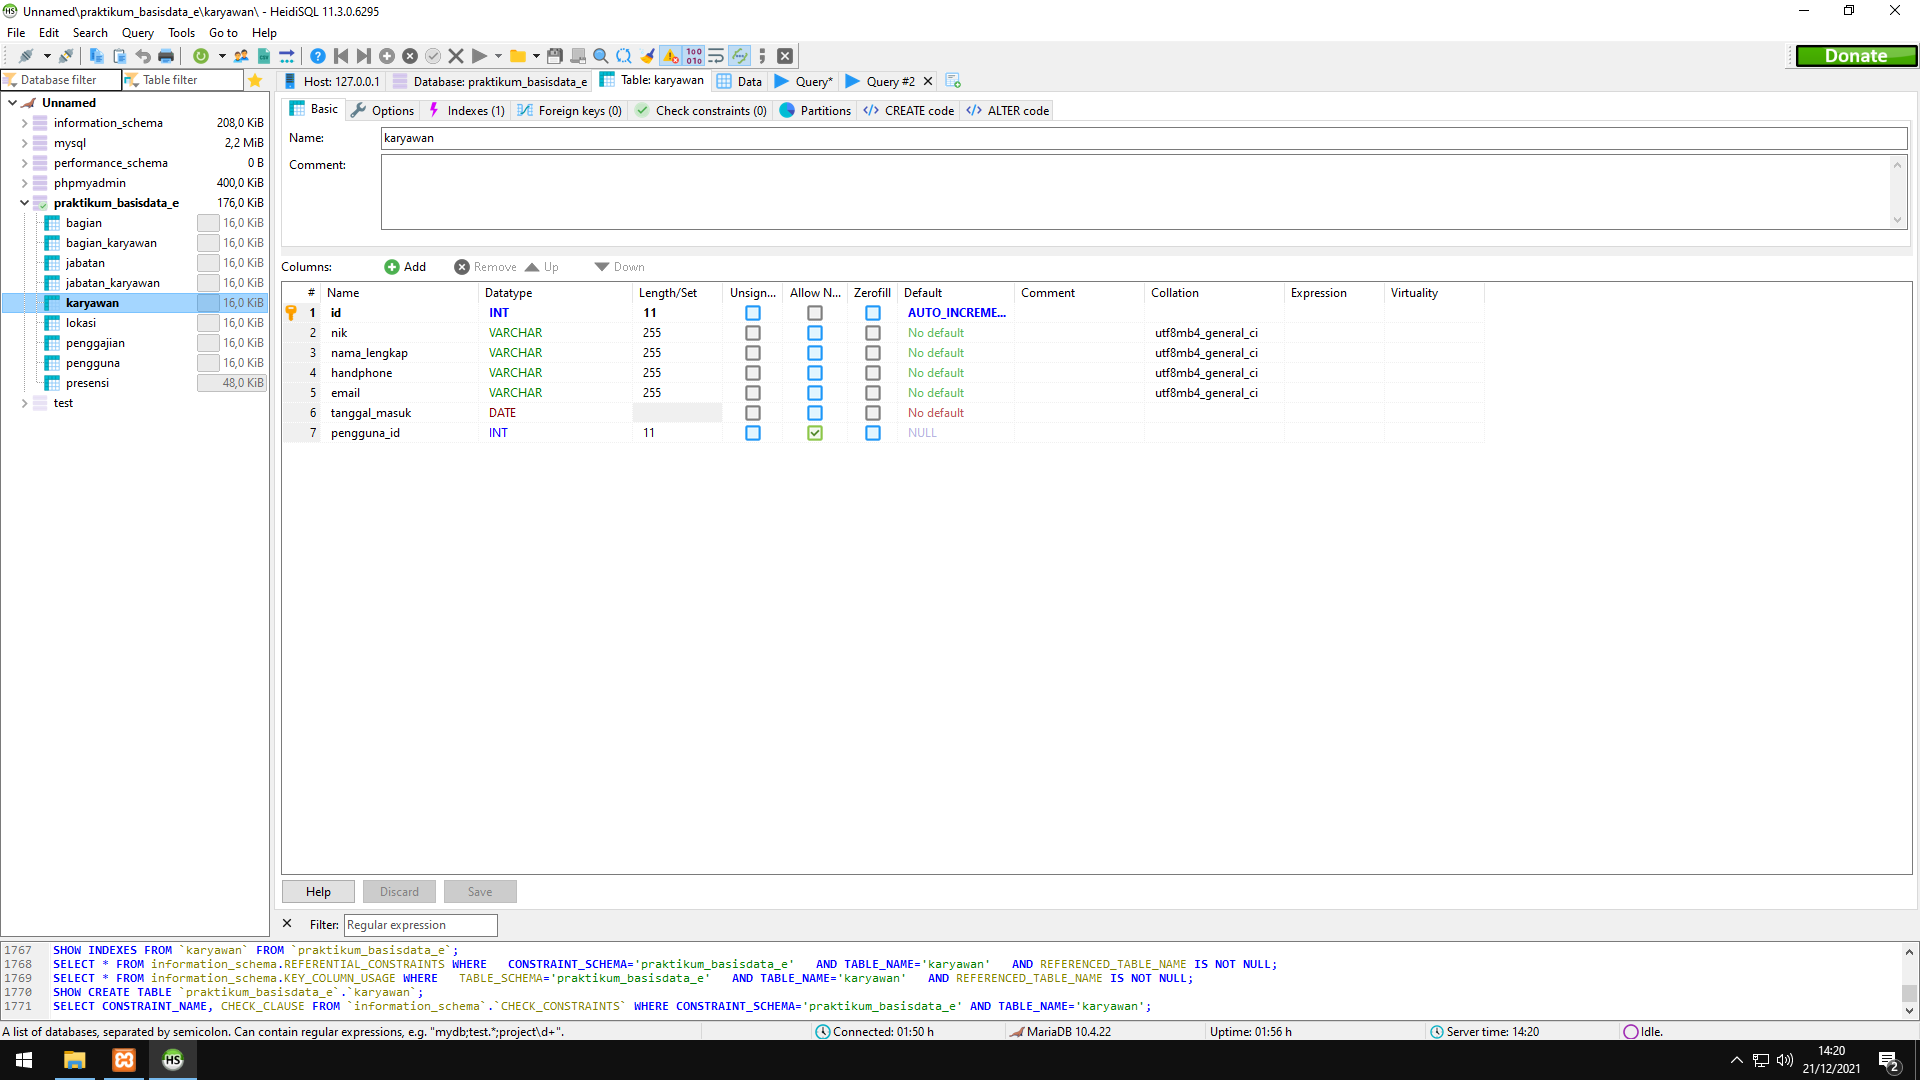 Unnamed\praktikum_basisdata_e\karyawan\ - HeidiSQL 11.3.0.6295
File Edit Search Query Tools Go to Help
Donate
Database filter Table filter
Host: 127.0.0.1 Database: praktikum_basisdata_e Table: karyawan Data Query* Query #2
Unnamed
information_schema 208,0 KiB
mysql 2,2 MiB
performance_schema 0 B
phpmyadmin 400,0 KiB
praktikum_basisdata_e 176,0 KiB
bagian 16,0 KiB
bagian_karyawan 16,0 KiB
jabatan 16,0 KiB
jabatan_karyawan 16,0 KiB
karyawan 16,0 KiB
lokasi 16,0 KiB
penggajian 16,0 KiB
pengguna 16,0 KiB
presensi 48,0 KiB
test
Basic Options Indexes (1) Foreign keys (0) Check constraints (0) Partitions CREATE code ALTER code
Name: karyawan
Comment:
Columns: Add Remove Up Down
# Name Datatype Length/Set Unsign... Allow N... Zerofill Default Comment Collation Expression Virtuality
1 id INT 11 AUTO_INCREME...
2 nik VARCHAR 255 No default utf8mb4_general_ci
3 nama_lengkap VARCHAR 255 No default utf8mb4_general_ci
4 handphone VARCHAR 255 No default utf8mb4_general_ci
5 email VARCHAR 255 No default utf8mb4_general_ci
6 tanggal_masuk DATE No default
7 pengguna_id INT 11 NULL
Help Discard Save
Filter: Regular expression
1767 SHOW INDEXES FROM `karyawan` FROM `praktikum_basisdata_e`;
1768 SELECT * FROM information_schema.REFERENTIAL_CONSTRAINTS WHERE   CONSTRAINT_SCHEMA='praktikum_basisdata_e'   AND TABLE_NAME='karyawan'   AND REFERENCED_TABLE_NAME IS NOT NULL;
1769 SELECT * FROM information_schema.KEY_COLUMN_USAGE WHERE   TABLE_SCHEMA='praktikum_basisdata_e'   AND TABLE_NAME='karyawan'   AND REFERENCED_TABLE_NAME IS NOT NULL;
1770 SHOW CREATE TABLE `praktikum_basisdata_e`.`karyawan`;
1771 SELECT CONSTRAINT_NAME, CHECK_CLAUSE FROM `information_schema`.`CHECK_CONSTRAINTS` WHERE CONSTRAINT_SCHEMA='praktikum_basisdata_e' AND TABLE_NAME='karyawan';
A list of databases, separated by semicolon. Can contain regular expressions, e.g. "mydb;test.*;project\d+". Connected: 01:50 h MariaDB 10.4.22 Uptime: 01:56 h Server time: 14:20 Idle.
HS
14:20
21/12/2021
2